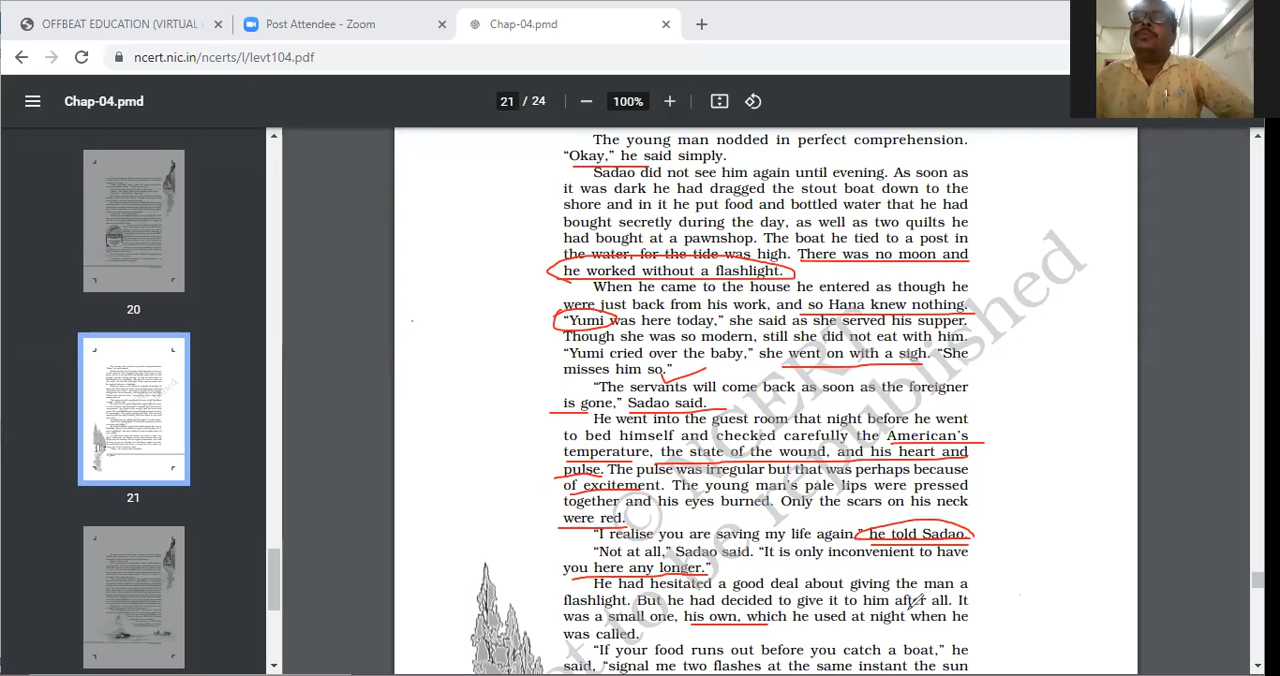 OFFBEAT EDUCATION (VIRTUAL
Post Attendee - Zoom
Chap-04.pmd
ncert.nic.in/ncerts/l/levt104.pdf
Chap-04.pmd
21 / 24
100%
20
21
The young man nodded in perfect comprehension.
“Okay,” he said simply.
Sadao did not see him again until evening. As soon as
it was dark he had dragged the stout boat down to the
shore and in it he put food and bottled water that he had
bought secretly during the day, as well as two quilts he
had bought at a pawnshop. The boat he tied to a post in
the water, for the tide was high. There was no moon and
he worked without a flashlight.
When he came to the house he entered as though he
were just back from his work, and so Hana knew nothing.
“Yumi was here today,” she said as she served his supper.
Though she was so modern, still she did not eat with him.
“Yumi cried over the baby,” she went on with a sigh. “She
misses him so.”
“The servants will come back as soon as the foreigner
is gone,” Sadao said.
He went into the guest room that night before he went
to bed himself and checked carefully the American’s
temperature, the state of the wound, and his heart and
pulse. The pulse was irregular but that was perhaps because
of excitement. The young man’s pale lips were pressed
together and his eyes burned. Only the scars on his neck
were red.
“I realise you are saving my life again,” he told Sadao.
“Not at all,” Sadao said. “It is only inconvenient to have
you here any longer.”
He had hesitated a good deal about giving the man a
flashlight. But he had decided to give it to him after all. It
was a small one, his own, which he used at night when he
was called.
“If your food runs out before you catch a boat,” he
said, “signal me two flashes at the same instant the sun
© NCERT
not to be republished